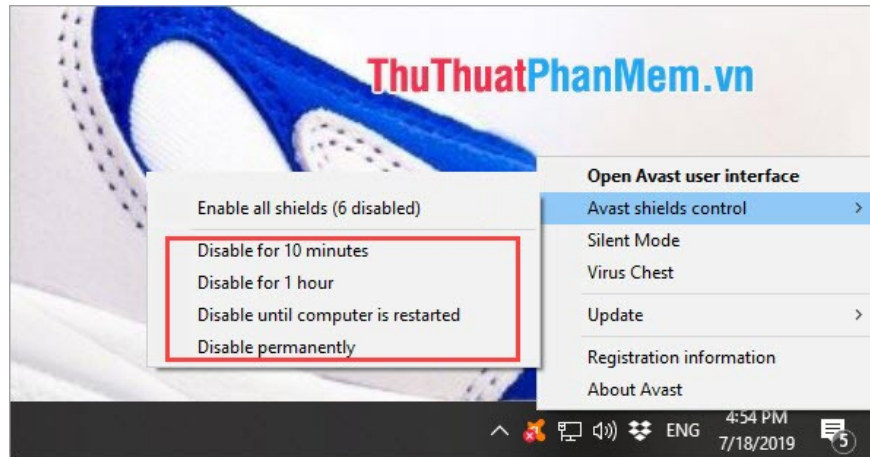 ThuThuatPhanMem.vn
Open Avast user interface
Avast shields control
Silent Mode
Virus Chest
Update
Registration information
About Avast
Enable all shields (6 disabled)
Disable for 10 minutes
Disable for 1 hour
Disable until computer is restarted
Disable permanently
ENG
4:54 PM
7/18/2019
5